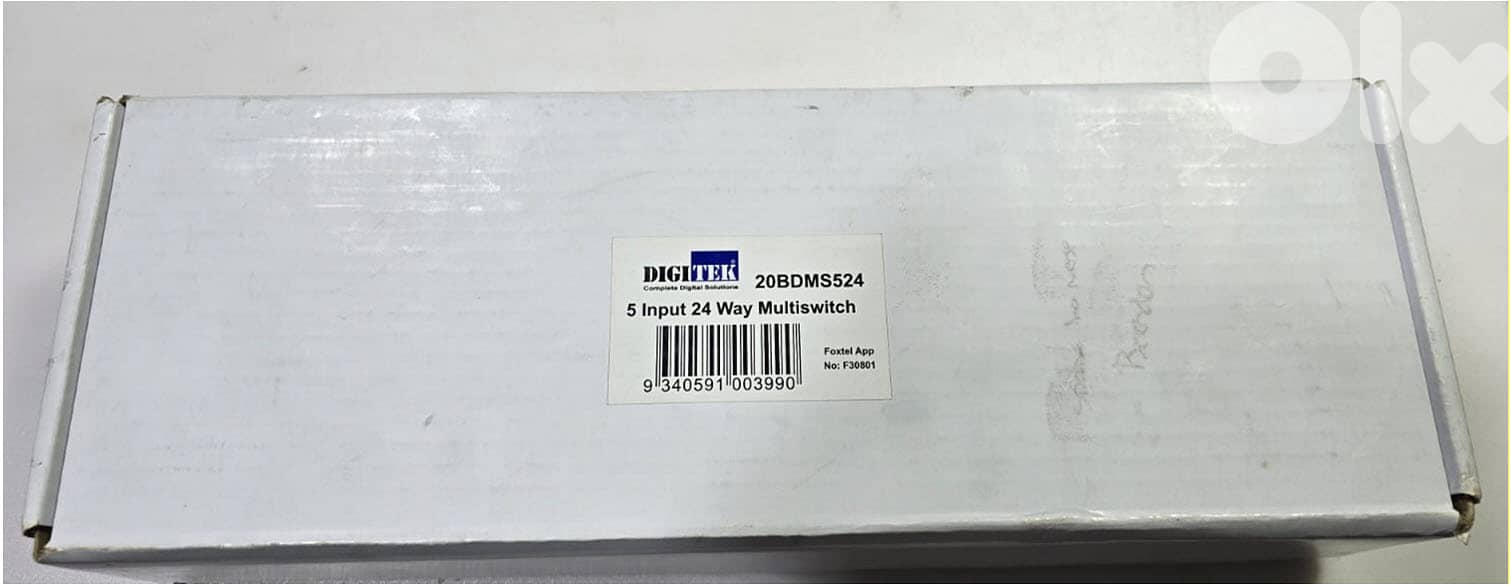 olx
DIGITEK
Complete Digital Solutions
20BDMS524
5 Input 24 Way Multiswitch
Foxtel App
No: F30801
9 340591 003990